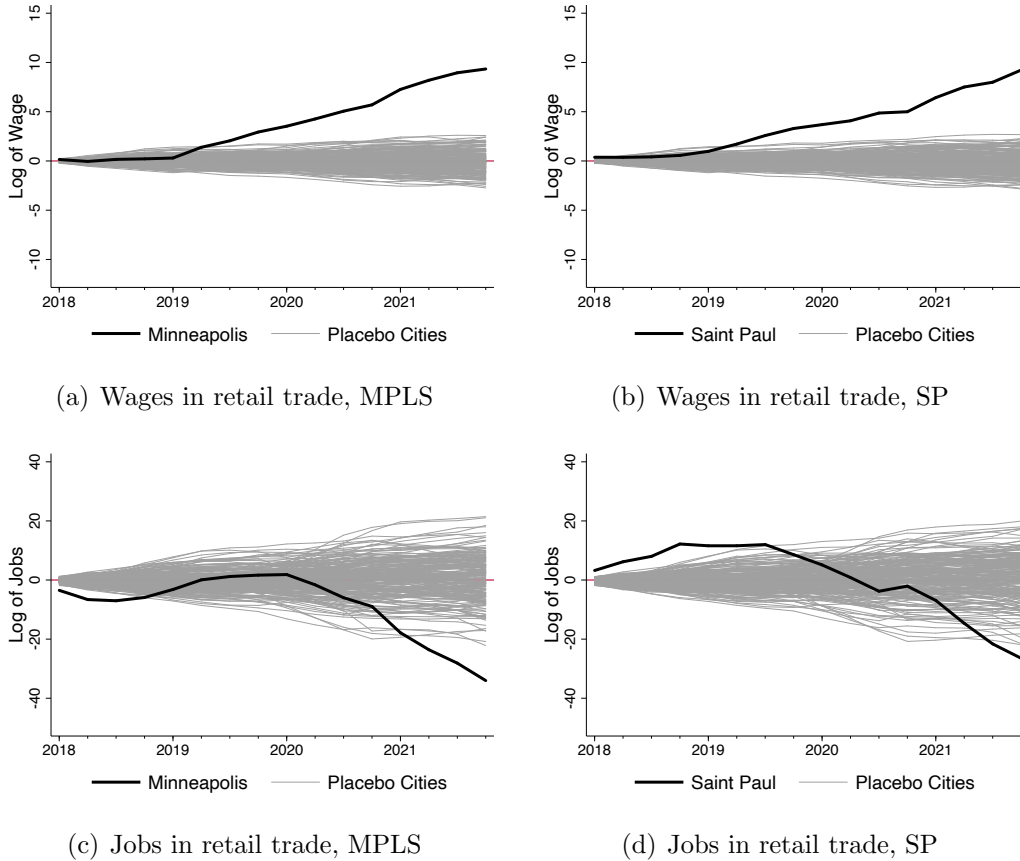 Log of Wage
15
10
5
0
-5
-10
2018 2019 2020 2021
Minneapolis Placebo Cities
(a) Wages in retail trade, MPLS
Log of Wage
15
10
5
0
-5
-10
2018 2019 2020 2021
Saint Paul Placebo Cities
(b) Wages in retail trade, SP
Log of Jobs
40
20
0
-20
-40
2018 2019 2020 2021
Minneapolis Placebo Cities
(c) Jobs in retail trade, MPLS
Log of Jobs
40
20
0
-20
-40
2018 2019 2020 2021
Saint Paul Placebo Cities
(d) Jobs in retail trade, SP